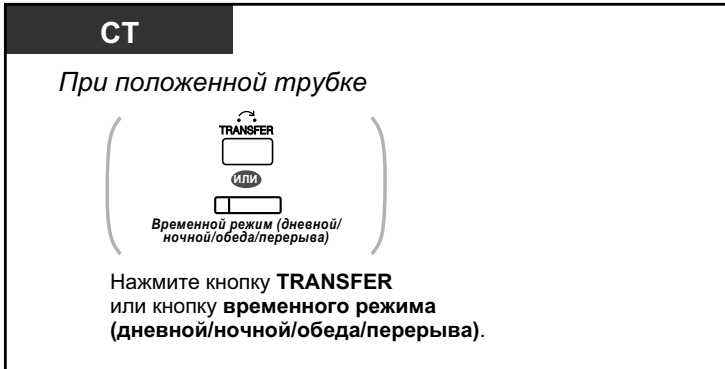 СТ
При положенной трубке
TRANSFER
или
Временной режим (дневной/
ночной/обеда/перерыва)
Нажмите кнопку TRANSFER
или кнопку временного режима
(дневной/ночной/обеда/перерыва).